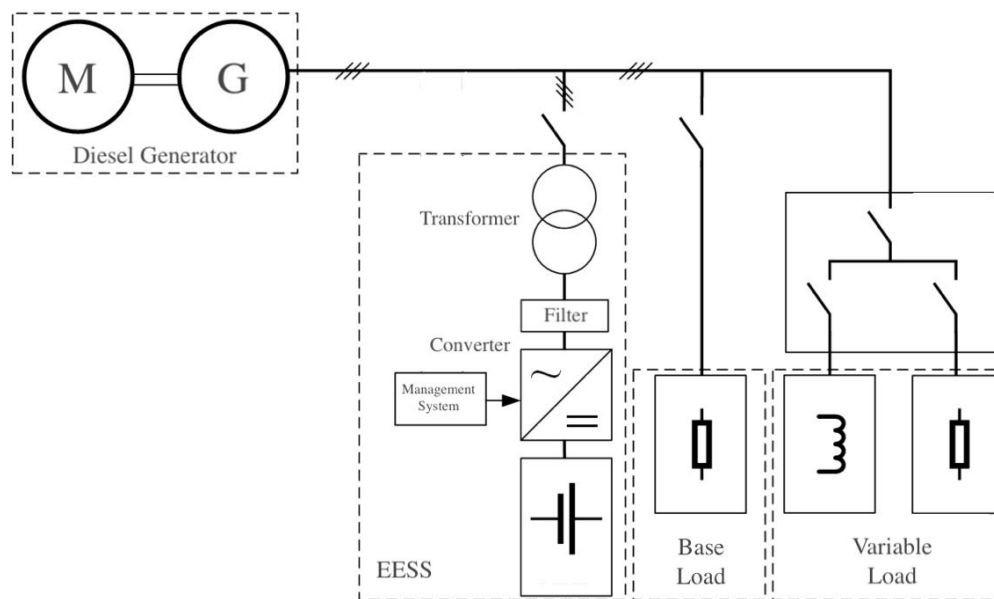 M
G
Diesel Generator
Transformer
Filter
Converter
Management
System
EESS
Base
Load
Variable
Load